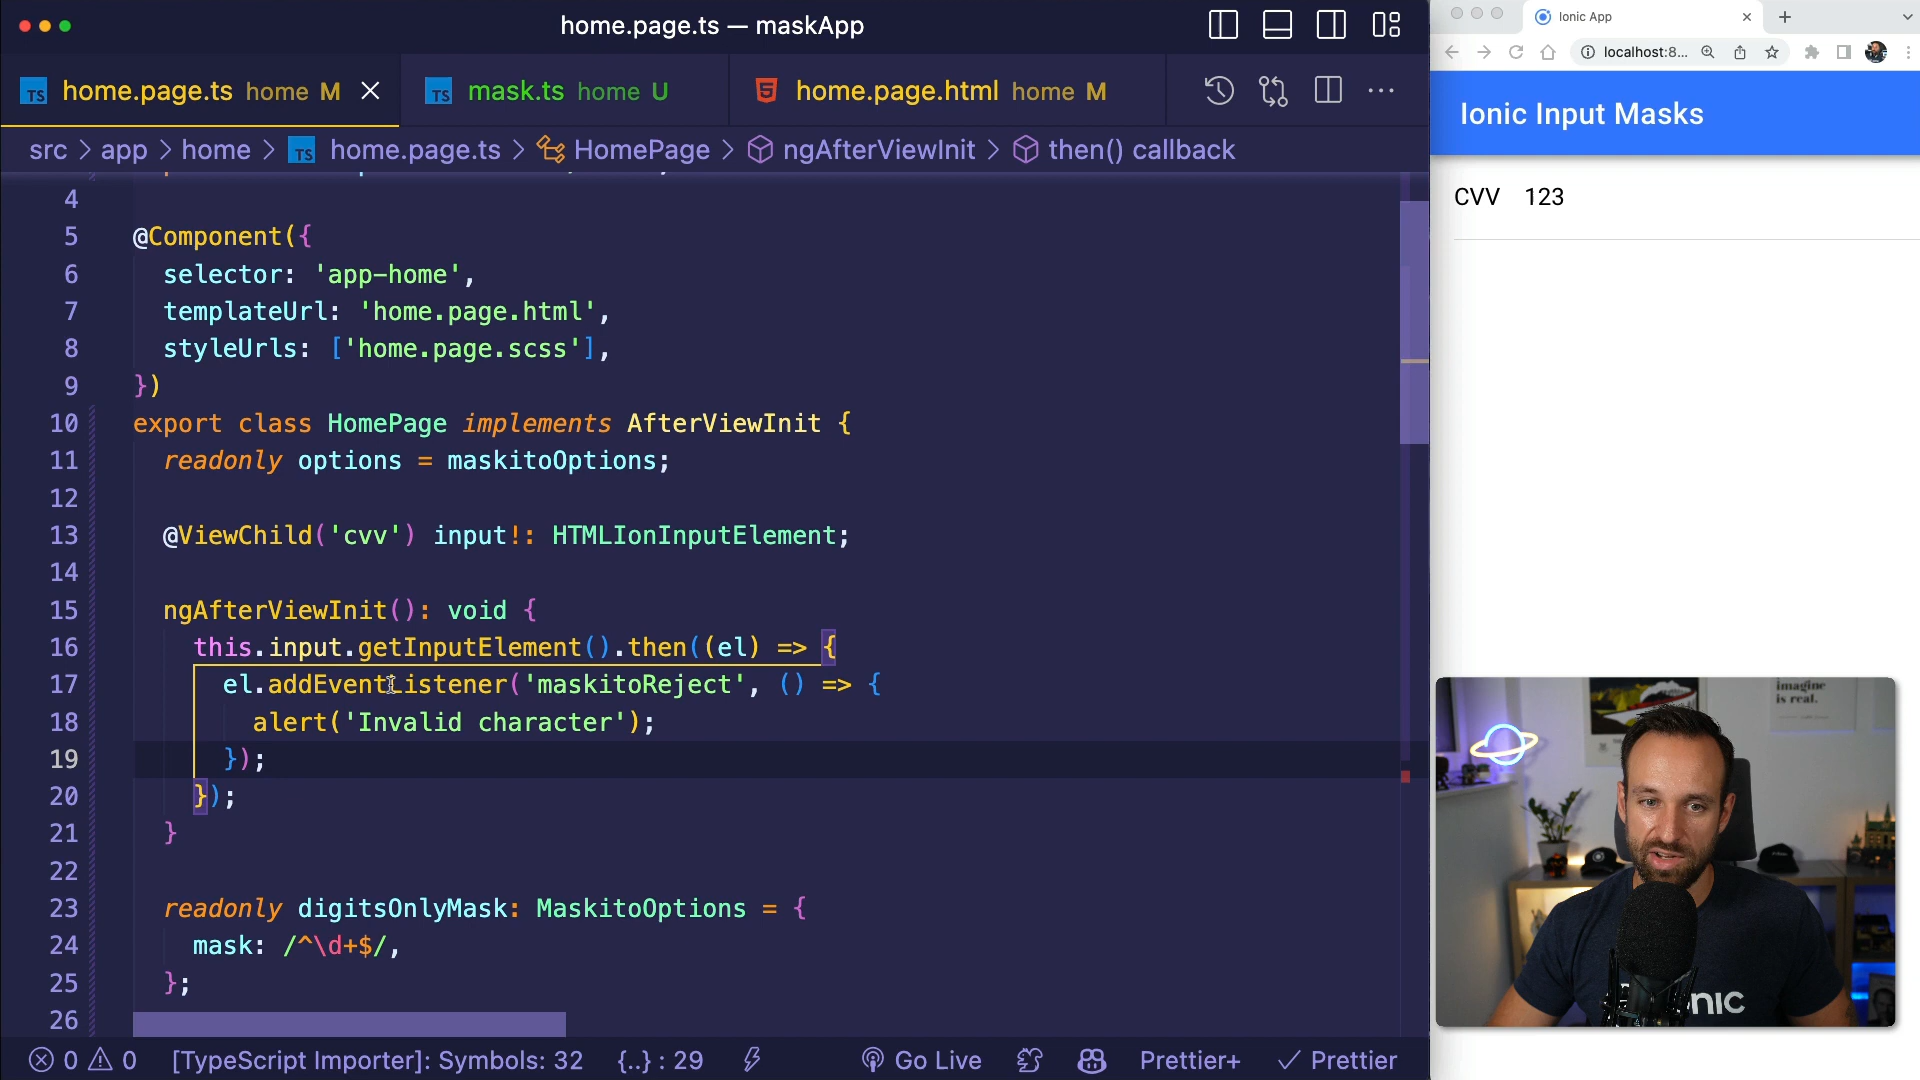 home.page.ts — maskApp
TS home.page.ts home M
TS mask.ts home U
5 home.page.html home M
src > app > home > TS home.page.ts > HomePage > ngAfterViewInit > then() callback
4
5 @Component({
6 selector: 'app-home',
7 templateUrl: 'home.page.html',
8 styleUrls: ['home.page.scss'],
9 })
10 export class HomePage implements AfterViewInit {
11 readonly options = maskitoOptions;
12
13 @ViewChild('cvv') input!: HTMLIonInputElement;
14
15 ngAfterViewInit(): void {
16 this.input.getInputElement().then((el) => {
17 el.addEventListener('maskitoReject', () => {
18 alert('Invalid character');
19 });
20 });
21 }
22
23 readonly digitsOnlyMask: MaskitoOptions = {
24 mask: /^\d+$/,
25 };
26
0 0 [TypeScript Importer]: Symbols: 32 {..} : 29 Go Live Prettier+ Prettier
Ionic App
localhost:8...
Ionic Input Masks
CVV 123
imagine
is real.
NIC